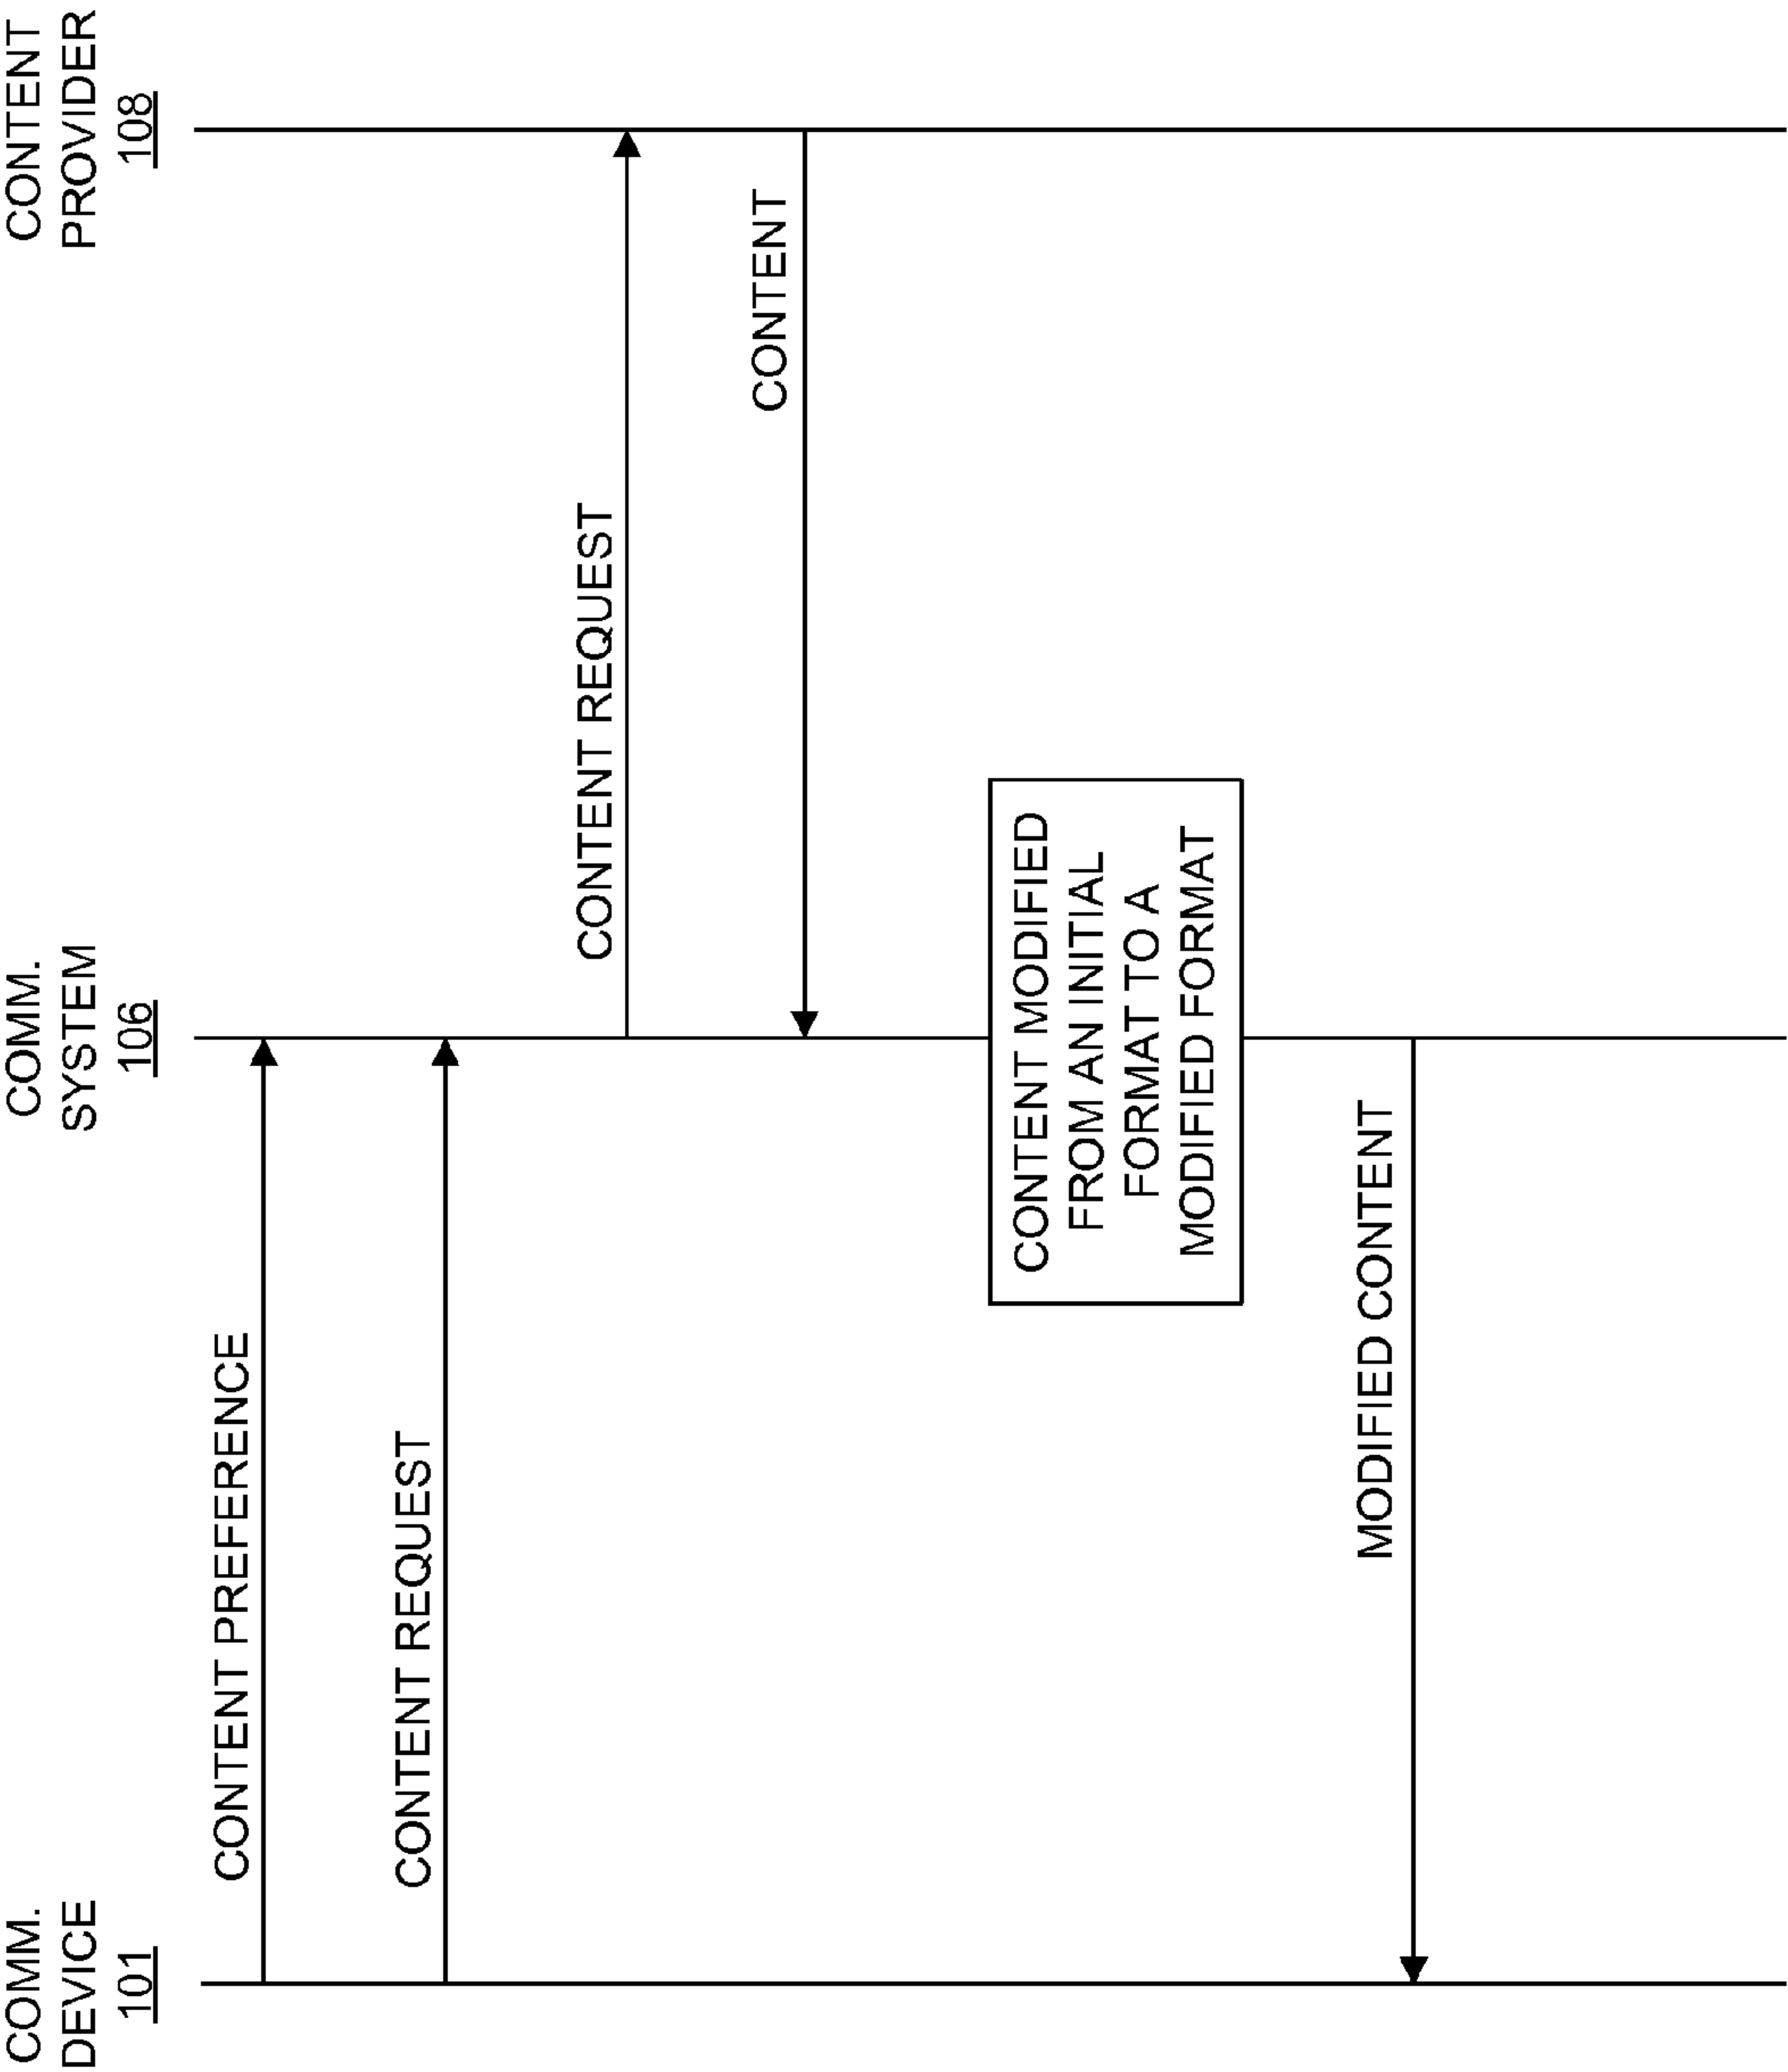 COMM.
DEVICE
101
COMM.
SYSTEM
106
CONTENT
PROVIDER
108
CONTENT PREFERENCE
CONTENT REQUEST
CONTENT REQUEST
CONTENT
CONTENT MODIFIED
FROM AN INITIAL
FORMAT TO A
MODIFIED FORMAT
MODIFIED CONTENT